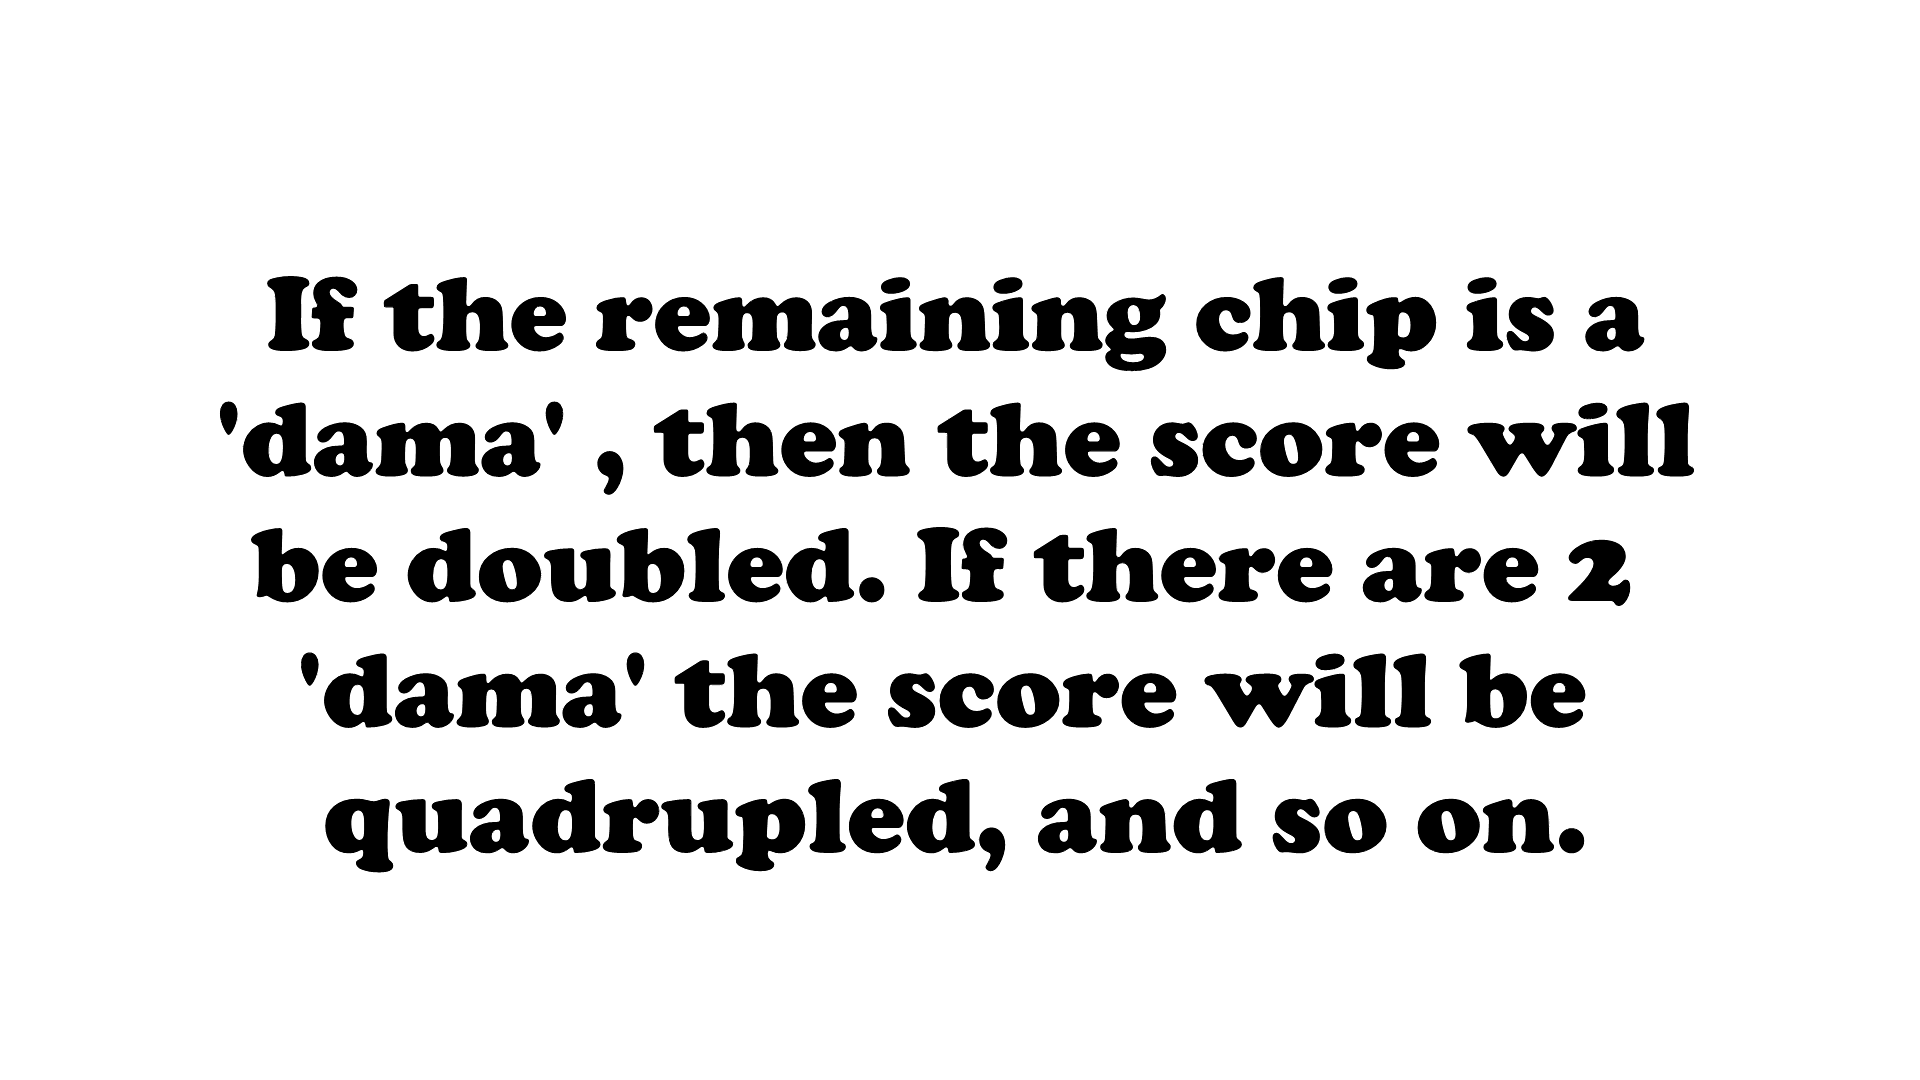 If the remaining chip is a
'dama' , then the score will
be doubled. If there are 2
'dama' the score will be
quadrupled, and so on.